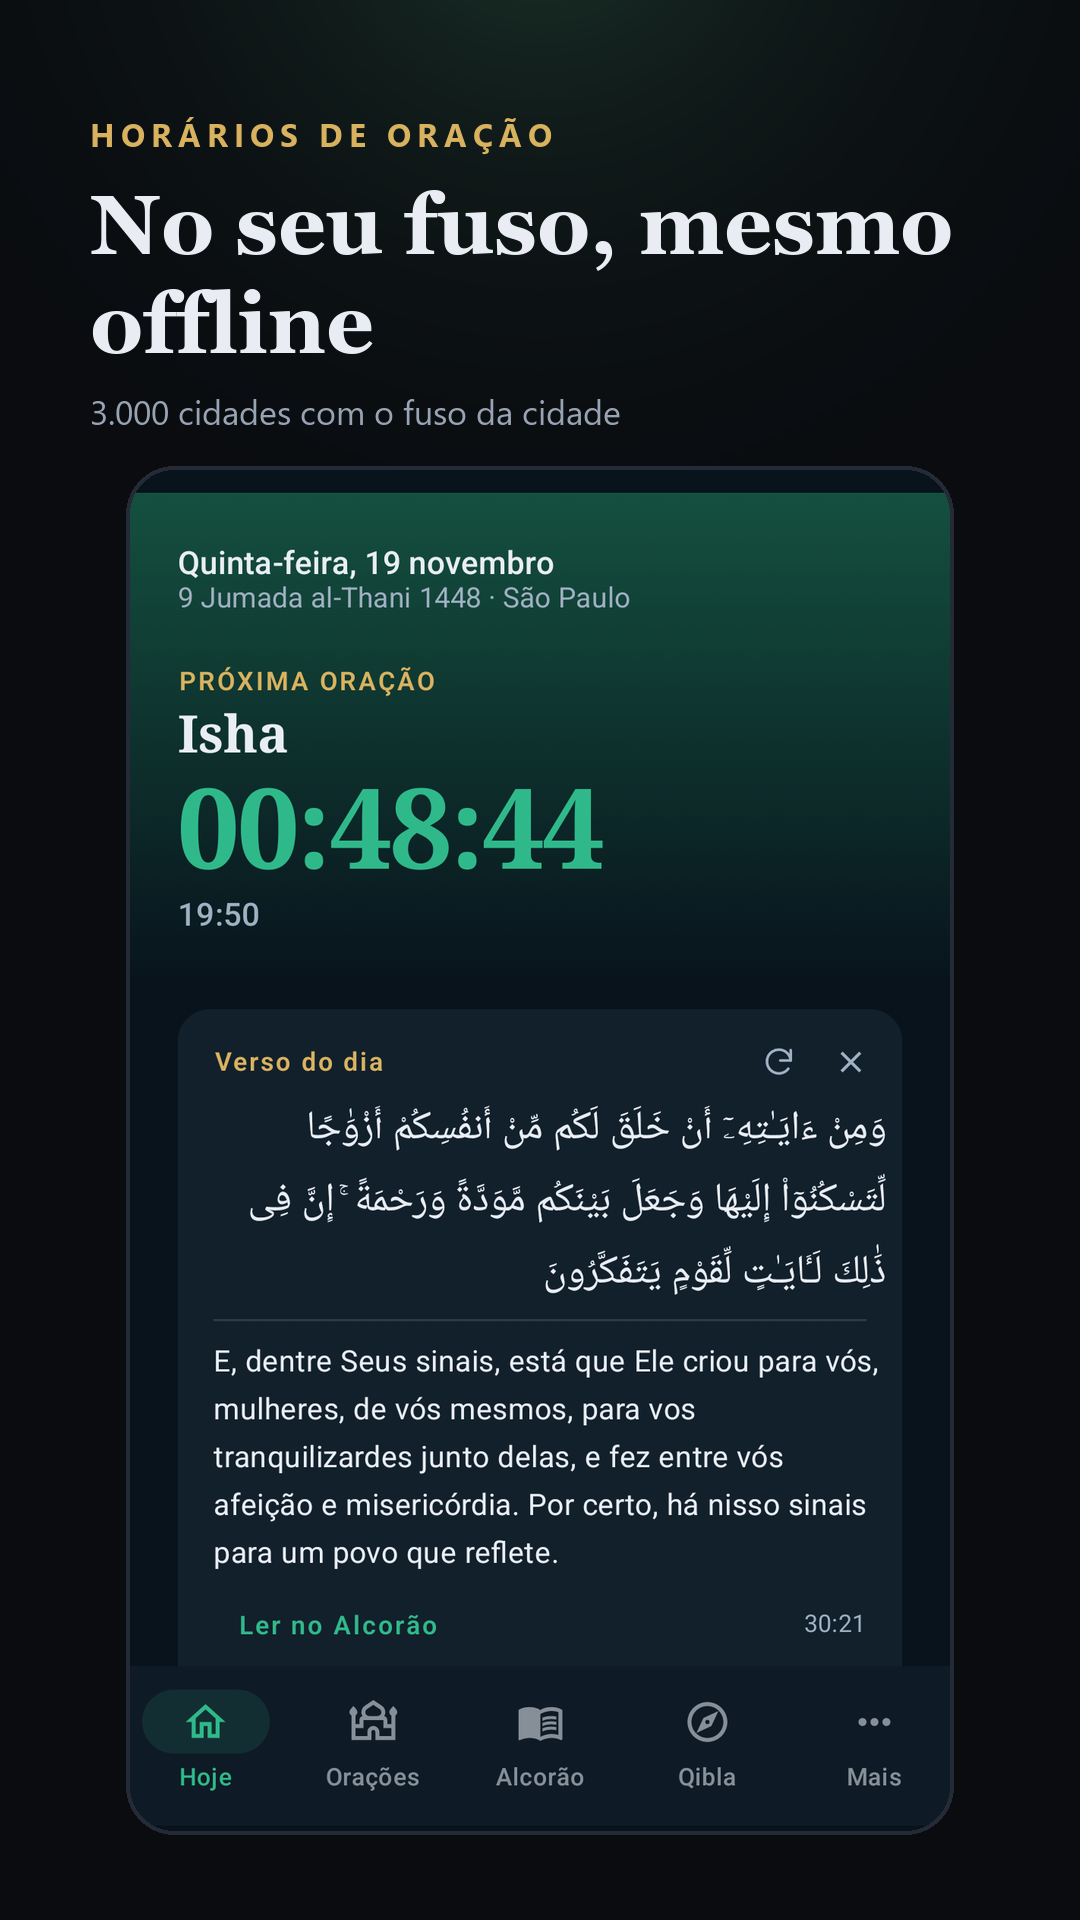 HORÁRIOS DE ORAÇÃO
No seu fuso, mesmo
offline
3.000 cidades com o fuso da cidade
Quinta-feira, 19 novembro
9 Jumada al-Thani 1448 · São Paulo
PRÓXIMA ORAÇÃO
Isha
00:48:44
19:50
Verso do dia
وَمِنْ ءَايَـٰتِهِۦٓ أَنْ خَلَقَ لَكُم مِّنْ أَنفُسِكُمْ أَزْوَٰجًا
لِّتَسْكُنُوٓا۟ إِلَيْهَا وَجَعَلَ بَيْنَكُم مَّوَدَّةً وَرَحْمَةً ۚ إِنَّ فِى
ذَٰلِكَ لَـَٔايَـٰتٍ لِّقَوْمٍ يَتَفَكَّرُونَ
E, dentre Seus sinais, está que Ele criou para vós,
mulheres, de vós mesmos, para vos
tranquilizardes junto delas, e fez entre vós
afeição e misericórdia. Por certo, há nisso sinais
para um povo que reflete.
Ler no Alcorão
30:21
Hoje
Orações
Alcorão
Qibla
Mais